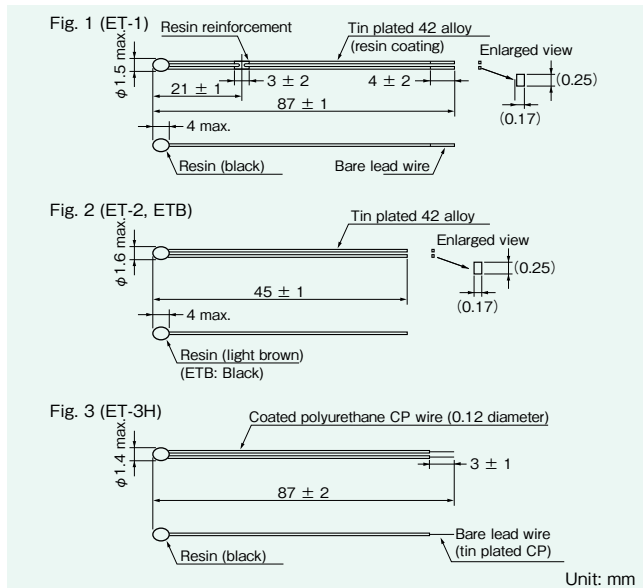 Fig. 1 (ET-1)
Resin reinforcement
Tin plated 42 alloy
(resin coating)
Enlarged view
φ1.5 max.
3 ± 2
4 ± 2
(0.25)
21 ± 1
87 ± 1
(0.17)
4 max.
Resin (black)
Bare lead wire
Fig. 2 (ET-2, ETB)
Tin plated 42 alloy
Enlarged view
φ1.6 max.
(0.25)
45 ± 1
(0.17)
4 max.
Resin (light brown)
(ETB: Black)
Fig. 3 (ET-3H)
Coated polyurethane CP wire (0.12 diameter)
φ1.4 max.
3 ± 1
87 ± 2
Bare lead wire
(tin plated CP)
Resin (black)
Unit: mm